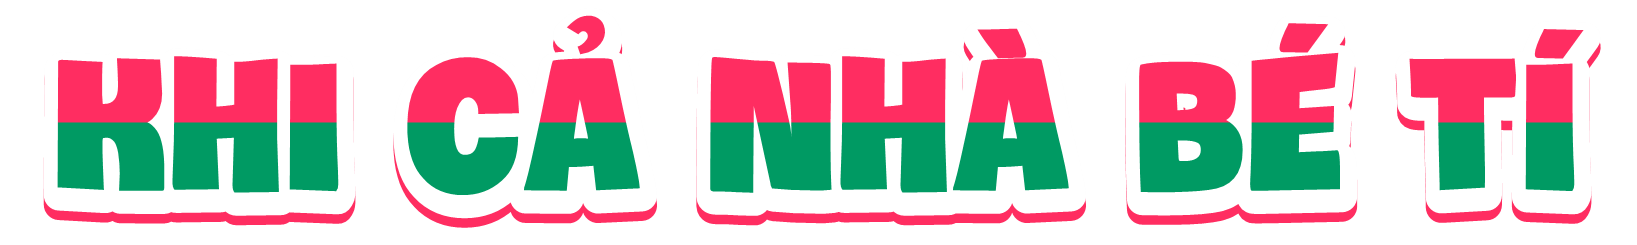 KHI CẢ NHÀ BÉ TÍ